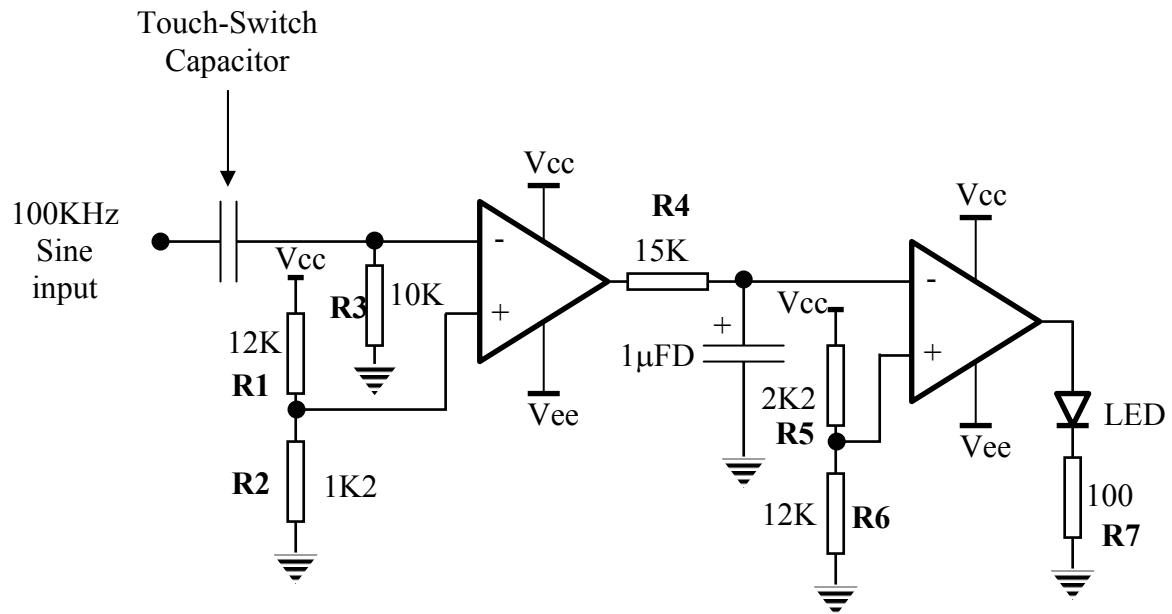 Touch-Switch
Capacitor
100KHz
Sine
input
Vcc
12K
R1
R2
1K2
R3
10K
Vcc
-
+
Vee
R4
15K
+
1µFD
Vcc
2K2
R5
12K
R6
Vcc
-
+
Vee
LED
100
R7